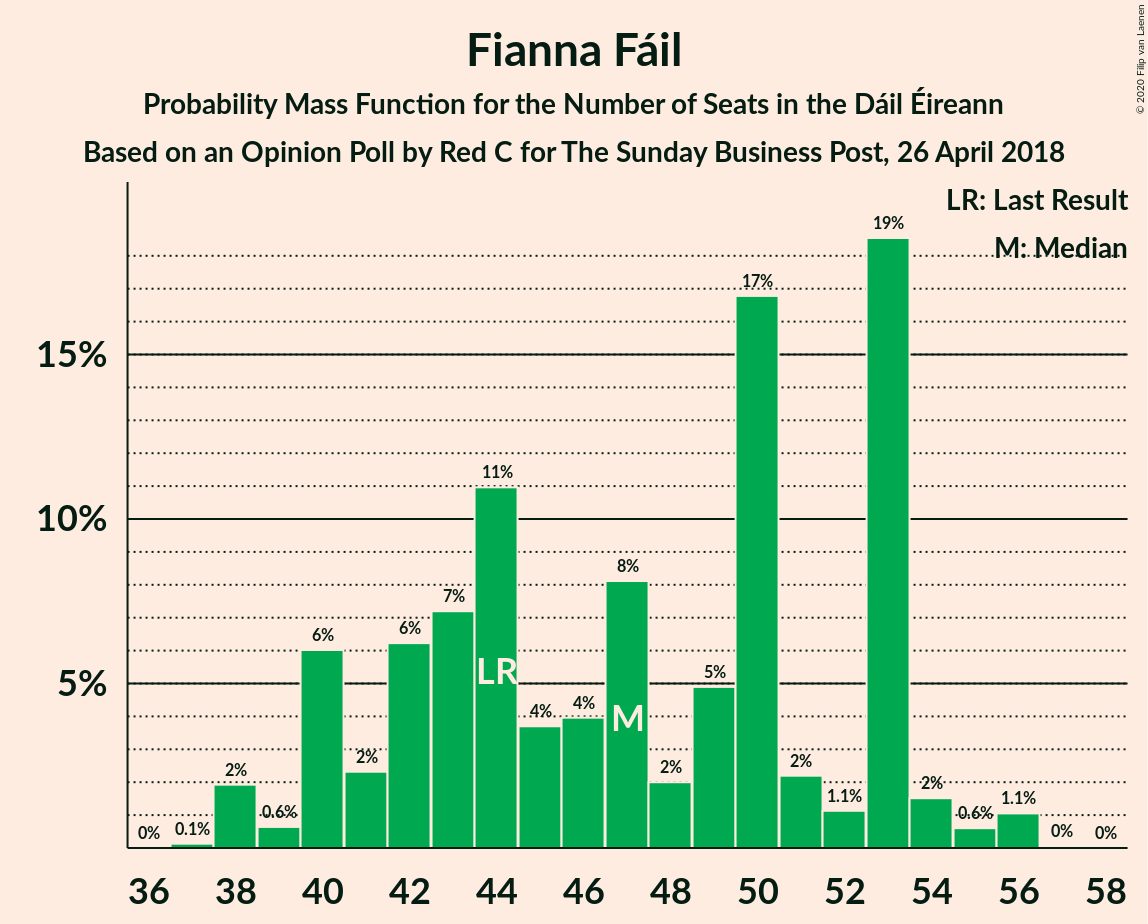 Fianna Fáil
Probability Mass Function for the Number of Seats in the Dáil Éireann
Based on an Opinion Poll by Red C for The Sunday Business Post, 26 April 2018
© 2020 Filip van Laenen
LR: Last Result
M: Median
15%
10%
5%
0%
0.1%
2%
0.6%
6%
2%
6%
7%
11%
4%
4%
8%
2%
5%
17%
2%
1.1%
19%
2%
0.6%
1.1%
0%
0%
LR
M
36 38 40 42 44 46 48 50 52 54 56 58